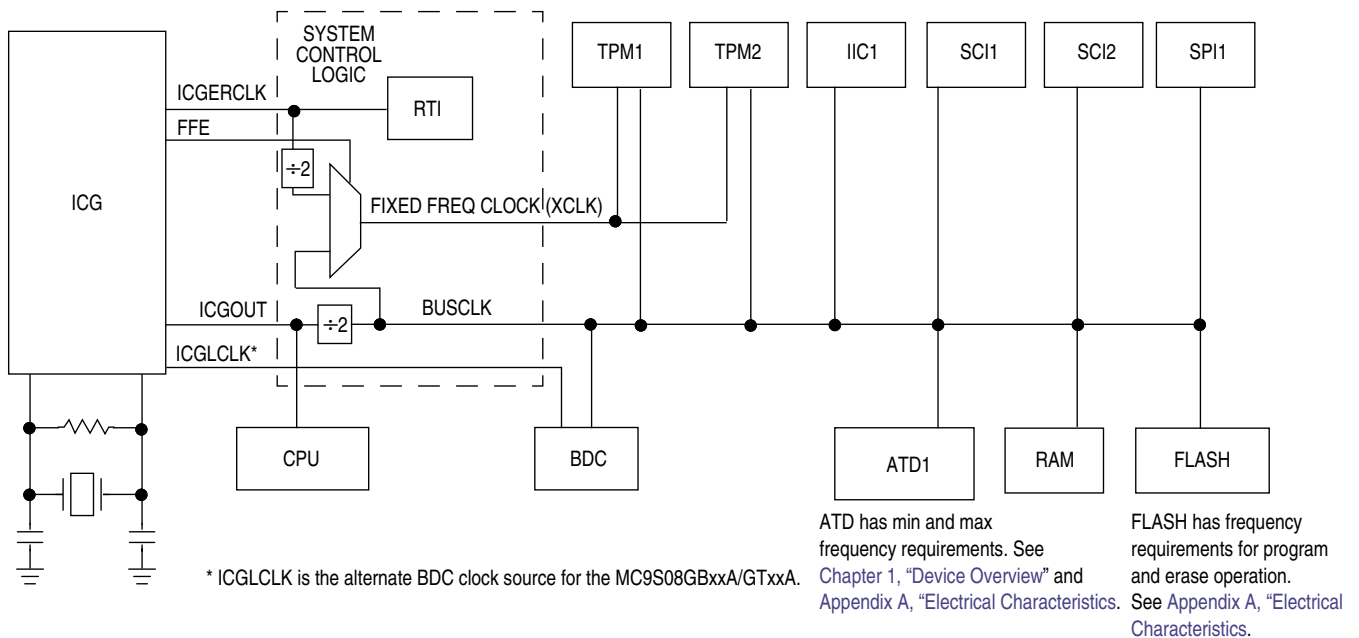 SYSTEM
CONTROL
LOGIC
TPM1
TPM2
IIC1
SCI1
SCI2
SPI1
ICGERCLK
RTI
FFE
÷2
ICG
FIXED FREQ CLOCK (XCLK)
ICGOUT
÷2
BUSCLK
ICGLCLK*
CPU
BDC
ATD1
RAM
FLASH
ATD has min and max
frequency requirements. See
Chapter 1, “Device Overview” and
Appendix A, “Electrical Characteristics.
FLASH has frequency
requirements for program
and erase operation.
See Appendix A, “Electrical
Characteristics.
* ICGLCLK is the alternate BDC clock source for the MC9S08GBxxA/GTxxA.